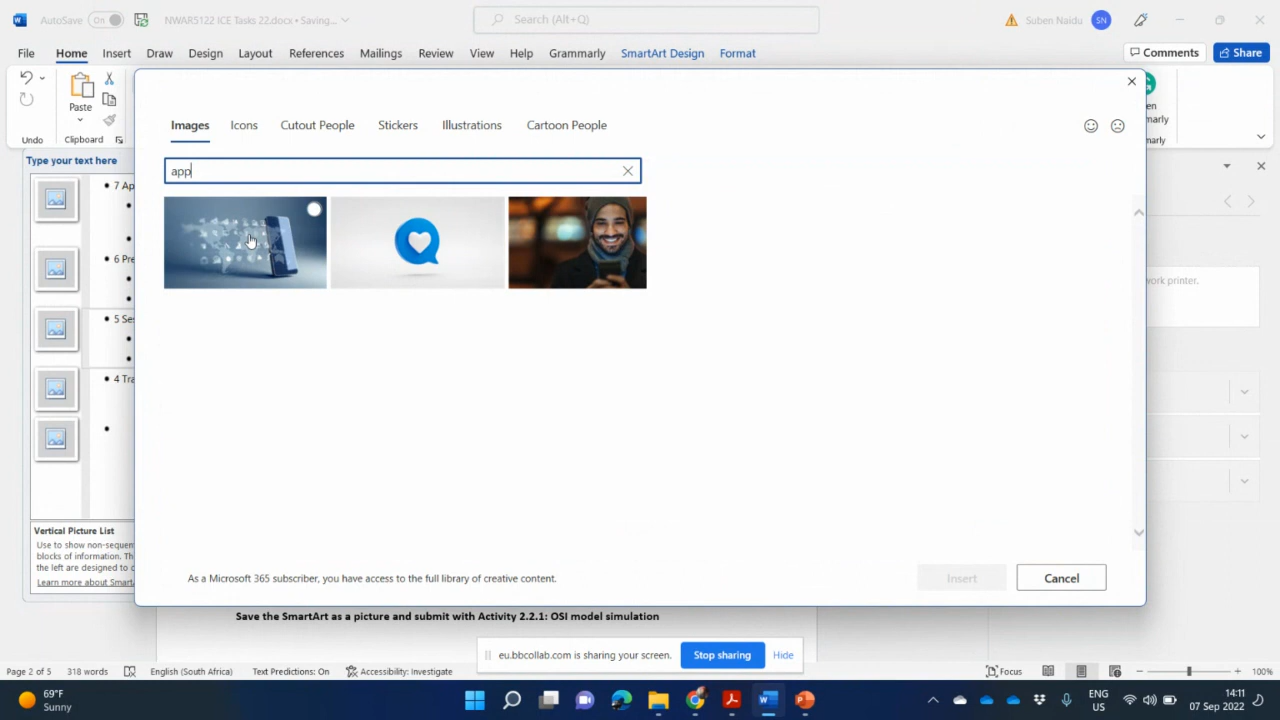 AutoSave On NWAR5122 ICE Tasks 22.docx • Saving... Search (Alt+Q) Suben Naidu SN
File Home Insert Draw Design Layout References Mailings Review View Help Grammarly SmartArt Design Format Comments Share
Paste
Undo Clipboard
Type your text here
Images Icons Cutout People Stickers Illustrations Cartoon People
app
• 7 Ap
• 6 Pre
• 5 Ses
• 4 Tra
work printer.
Vertical Picture List
Use to show non-sequen
blocks of information. Th
the left are designed to c
Learn more about SmartA
As a Microsoft 365 subscriber, you have access to the full library of creative content.
Insert Cancel
Save the SmartArt as a picture and submit with Activity 2.2.1: OSI model simulation
eu.bbcollab.com is sharing your screen. Stop sharing Hide
Page 2 of 5 318 words English (South Africa) Text Predictions: On Accessibility: Investigate Focus 100%
69°F
Sunny
ENG
US
14:11
07 Sep 2022